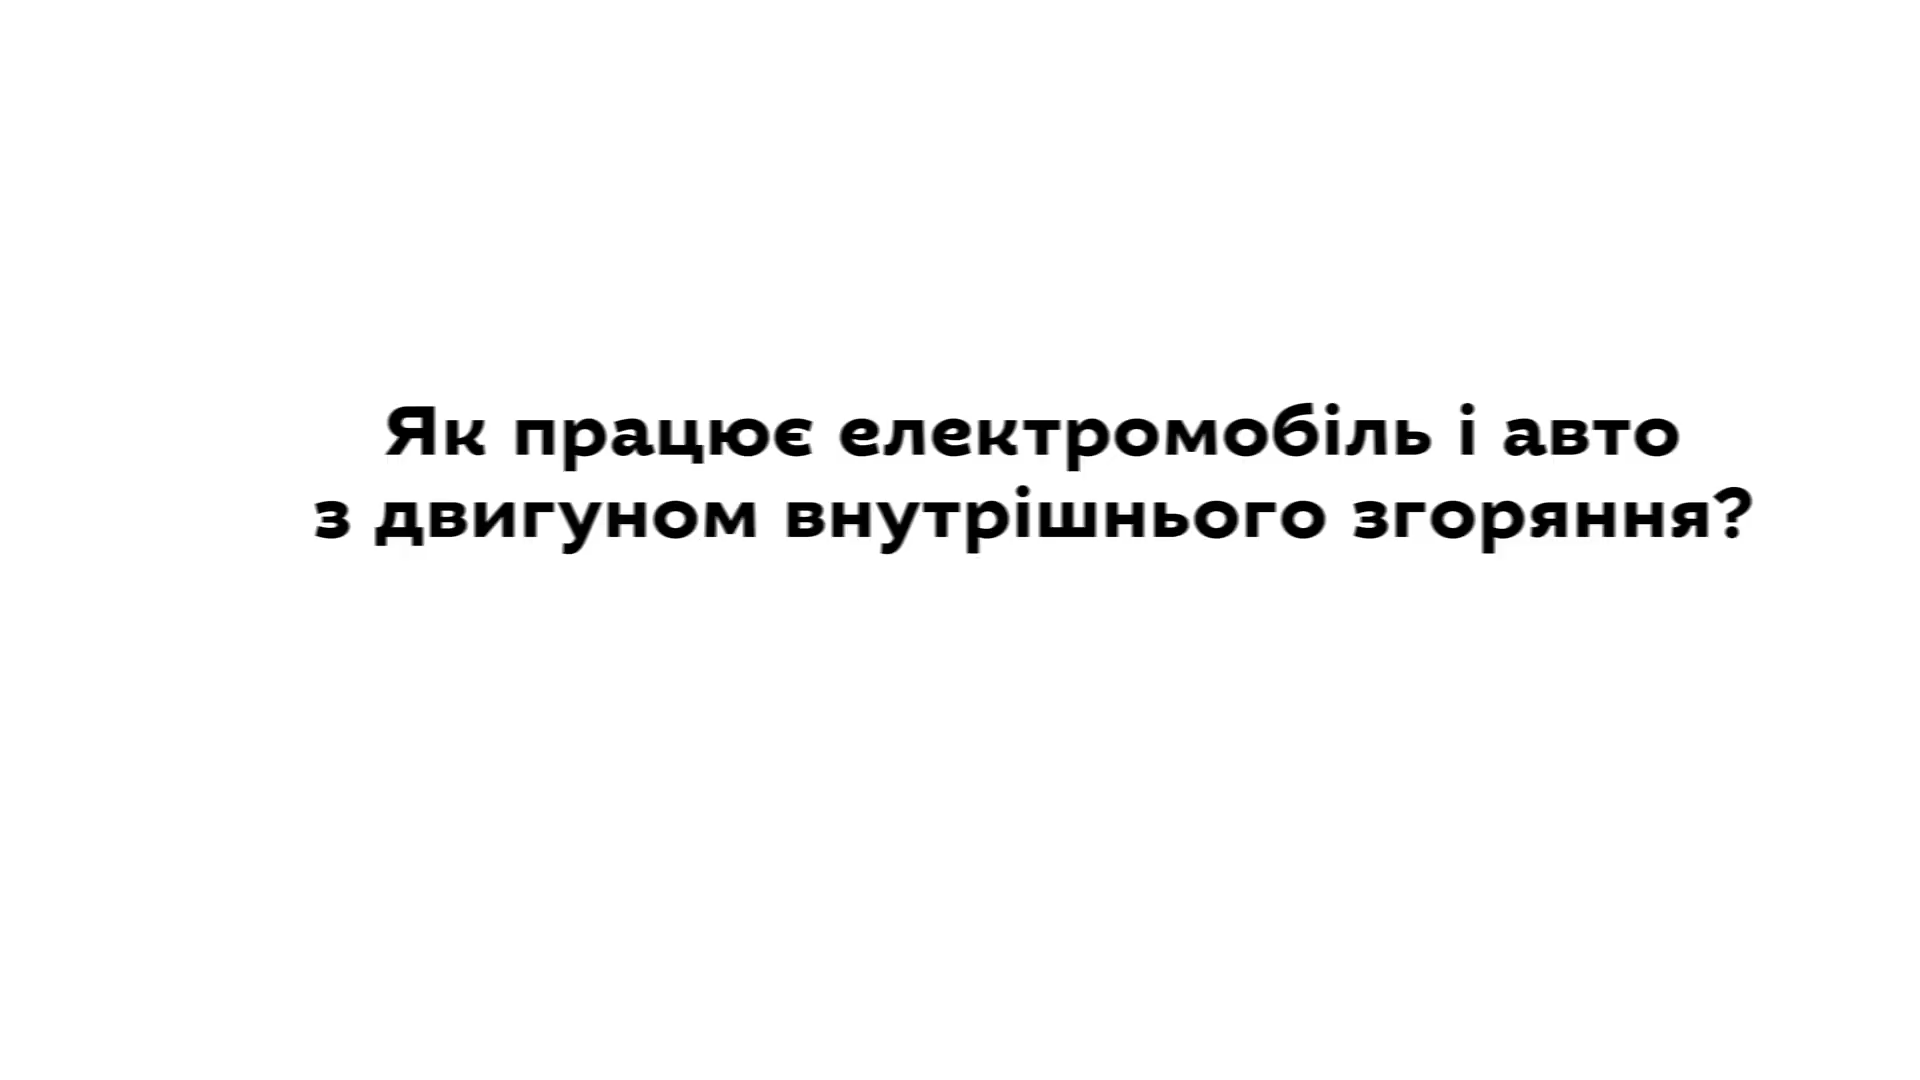 Як працює електромобіль і авто
з двигуном внутрішнього згоряння?